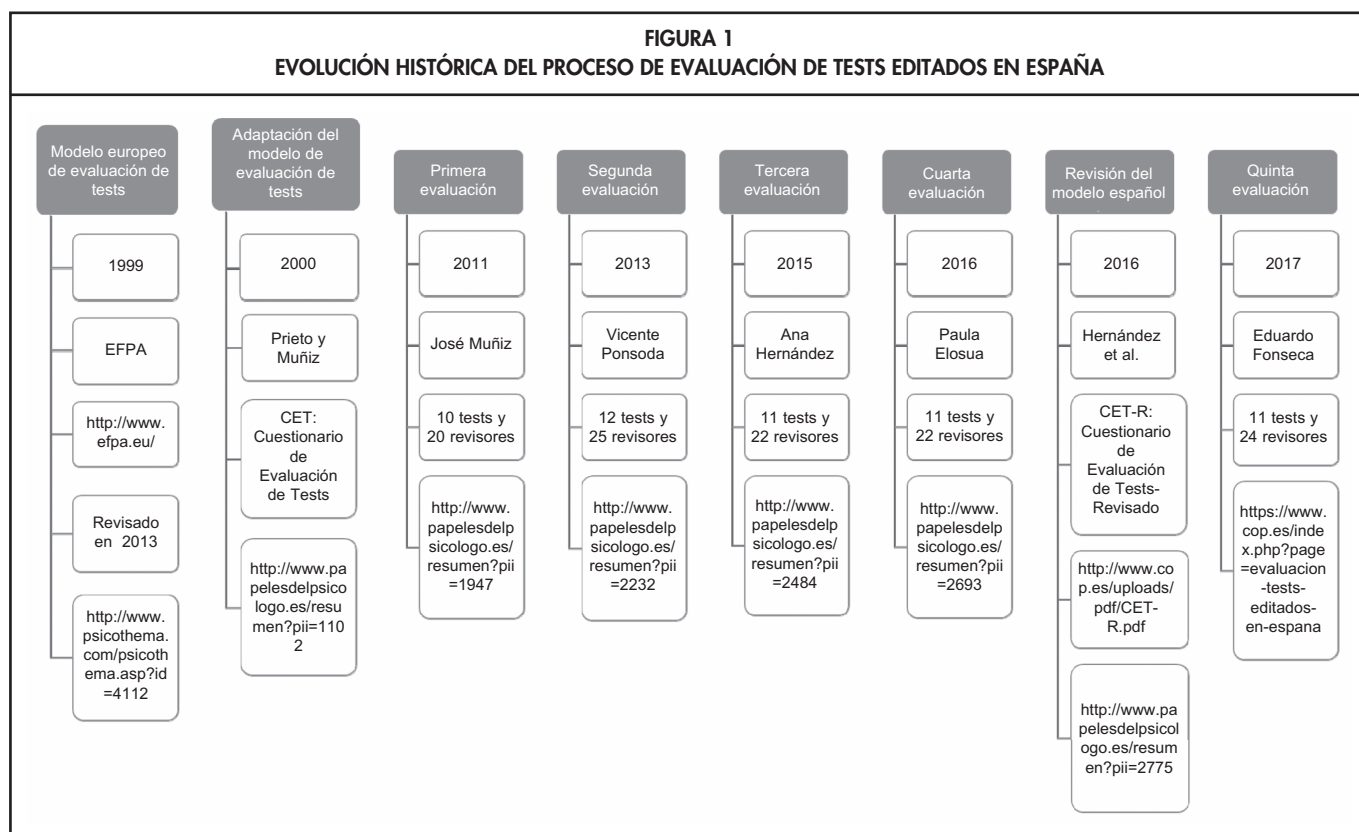 FIGURA 1
EVOLUCIÓN HISTÓRICA DEL PROCESO DE EVALUACIÓN DE TESTS EDITADOS EN ESPAÑA
Modelo europeo
de evaluación de
tests
1999
EFPA
http://www.
efpa.eu/
Revisado
en 2013
http://www.
psicothema.
com/psicoth
ema.asp?id
=4112
Adaptación del
modelo de
evaluación de
tests
2000
Prieto y
Muñiz
CET:
Cuestionario
de
Evaluación
de Tests
http://www.pa
pelesdelpsico
logo.es/resu
men?pii=110
2
Primera
evaluación
2011
José Muñiz
10 tests y
20 revisores
http://www.
papelesdelp
sicologo.es/
resumen?pii
=1947
Segunda
evaluación
2013
Vicente
Ponsoda
12 tests y
25 revisores
http://www.
papelesdelp
sicologo.es/
resumen?pii
=2232
Tercera
evaluación
2015
Ana
Hernández
11 tests y
22 revisores
http://www.
papelesdelp
sicologo.es/
resumen?pii
=2484
Cuarta
evaluación
2016
Paula
Elosua
11 tests y
22 revisores
http://www.
papelesdelp
sicologo.es/
resumen?pii
=2693
Revisión del
modelo español
2016
Hernández
et al.
CET-R:
Cuestionario
de
Evaluación
de Tests-
Revisado
http://www.co
p.es/uploads/
pdf/CET-
R.pdf
http://www.pa
pelesdelpsicol
ogo.es/resum
en?pii=2775
Quinta
evaluación
2017
Eduardo
Fonseca
11 tests y
24 revisores
https://www.
cop.es/inde
x.php?page
=evaluacion
-tests-
editados-
en-espana